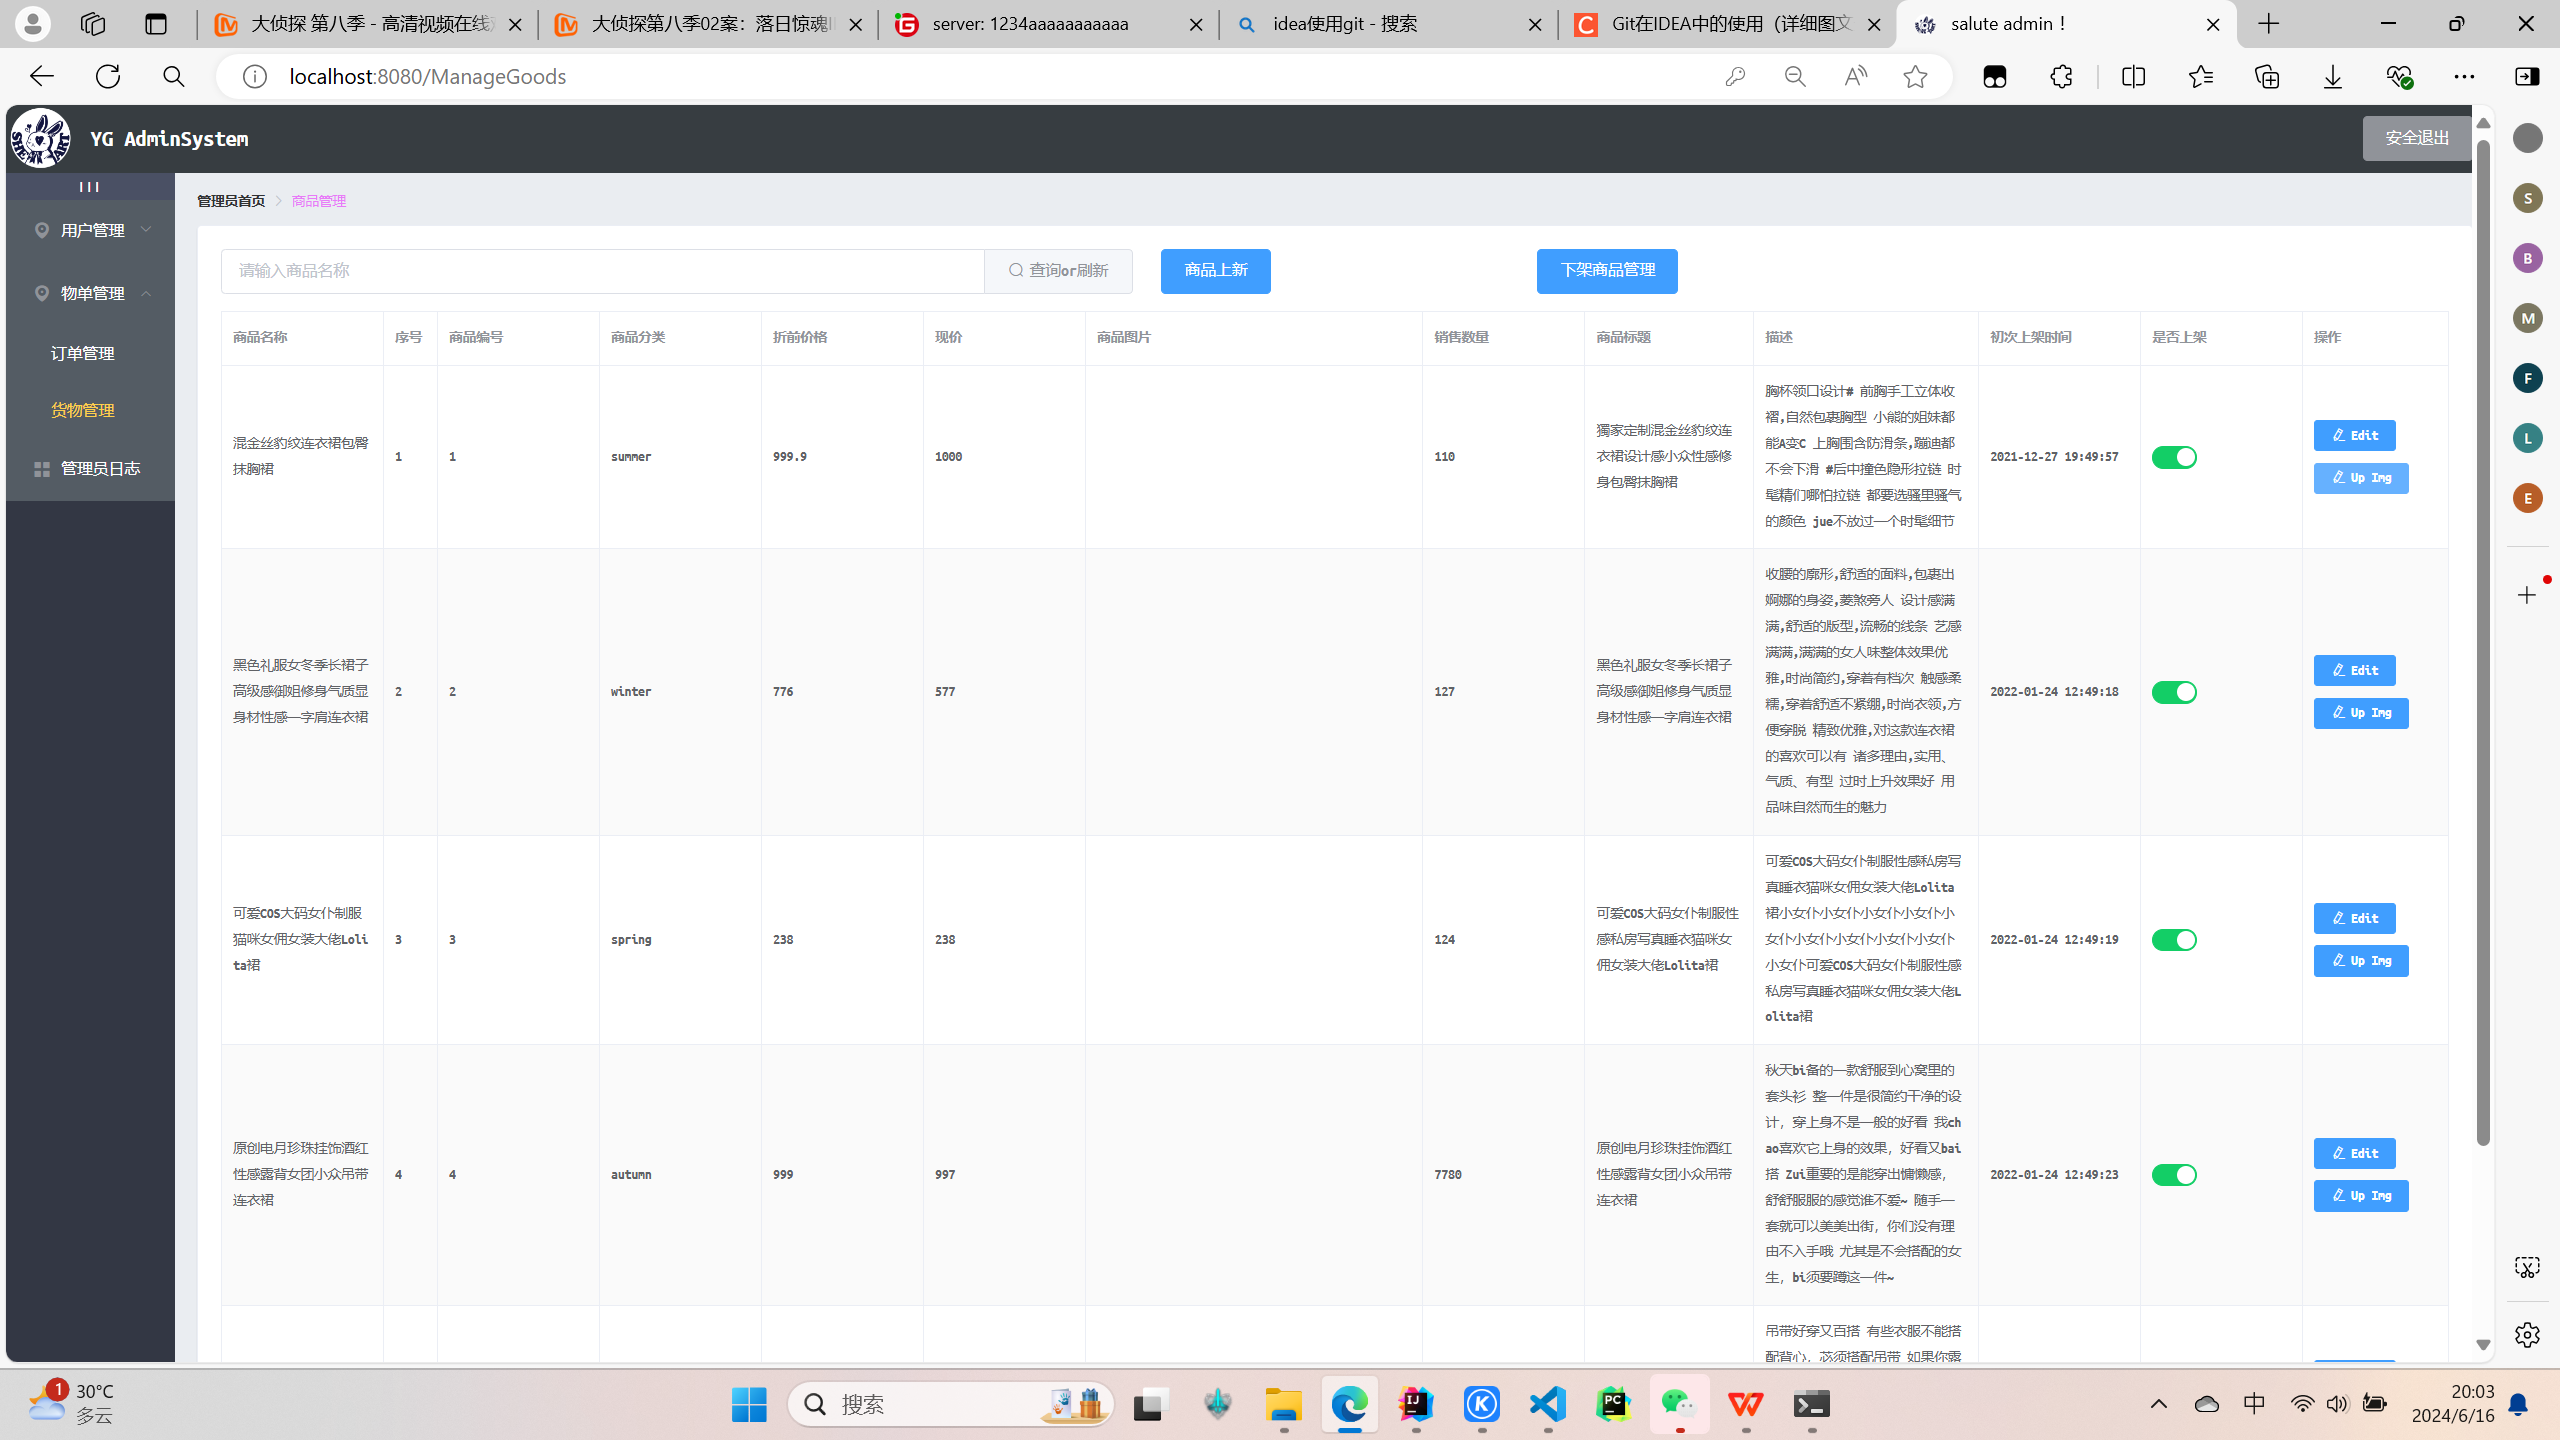 大侦探 第八季 - 高清视频在线
大侦探第八季02案：落日惊魂
server: 1234aaaaaaaaaaa
idea使用git - 搜索
Git在IDEA中的使用（详细图文
salute admin！
localhost:8080/ManageGoods
YG AdminSystem
安全退出
用户管理
物单管理
订单管理
货物管理
管理员日志
管理员首页 > 商品管理
请输入商品名称
查询or刷新
商品上新
下架商品管理
商品名称 序号 商品编号 商品分类 折前价格 现价 商品图片 销售数量 商品标题 描述 初次上架时间 是否上架 操作
混金丝豹纹连衣裙包臀
抹胸裙
1
1
summer
999.9
1000
110
獨家定制混金丝豹纹连
衣裙设计感小众性感修
身包臀抹胸裙
胸杯领口设计# 前胸手工立体收
褶,自然包裹胸型 小熊的姐妹都
能A变C 上胸围含防滑条,蹦迪都
不会下滑 #后中撞色隐形拉链 时
髦精们哪怕拉链 都要选骚里骚气
的颜色 jue不放过一个时髦细节
2021-12-27 19:49:57
Edit
Up Img
黑色礼服女冬季长裙子
高级感御姐修身气质显
身材性感一字肩连衣裙
2
2
winter
776
577
127
黑色礼服女冬季长裙子
高级感御姐修身气质显
身材性感一字肩连衣裙
收腰的廓形,舒适的面料,包裹出
婀娜的身姿,菱煞旁人 设计感满
满,舒适的版型,流畅的线条 艺感
满满,满满的女人味整体效果优
雅,时尚简约,穿着有档次 触感柔
糯,穿着舒适不紧绷,时尚衣领,方
便穿脱 精致优雅,对这款连衣裙
的喜欢可以有 诸多理由,实用、
气质、有型 过时上升效果好 用
品味自然而生的魅力
2022-01-24 12:49:18
Edit
Up Img
可爱COS大码女仆制服
猫咪女佣女装大佬Loli
ta裙
3
3
spring
238
238
124
可爱COS大码女仆制服性
感私房写真睡衣猫咪女
佣女装大佬Lolita裙
可爱COS大码女仆制服性感私房写
真睡衣猫咪女佣女装大佬Lolita
裙小女仆小女仆小女仆小女仆小
女仆小女仆小女仆小女仆小女仆
小女仆可爱COS大码女仆制服性感
私房写真睡衣猫咪女佣女装大佬L
olita裙
2022-01-24 12:49:19
Edit
Up Img
原创电月珍珠挂饰酒红
性感露背女团小众吊带
连衣裙
4
4
autumn
999
997
7780
原创电月珍珠挂饰酒红
性感露背女团小众吊带
连衣裙
秋天bi备的一款舒服到心窝里的
套头衫 整一件是很简约干净的设
计，穿上身不是一般的好看 我ch
ao喜欢它上身的效果，好看又bai
搭 Zui重要的是能穿出慵懒感，
舒舒服服的感觉谁不爱~ 随手一
套就可以美美出街，你们没有理
由不入手哦 尤其是不会搭配的女
生，bi须要蹲这一件~
2022-01-24 12:49:23
Edit
Up Img
吊带好穿又百搭 有些衣服不能搭
配背心，苾须搭配吊带 如果你露
S
B
M
F
L
E
1
30°C
多云
搜索
中
20:03
2024/6/16